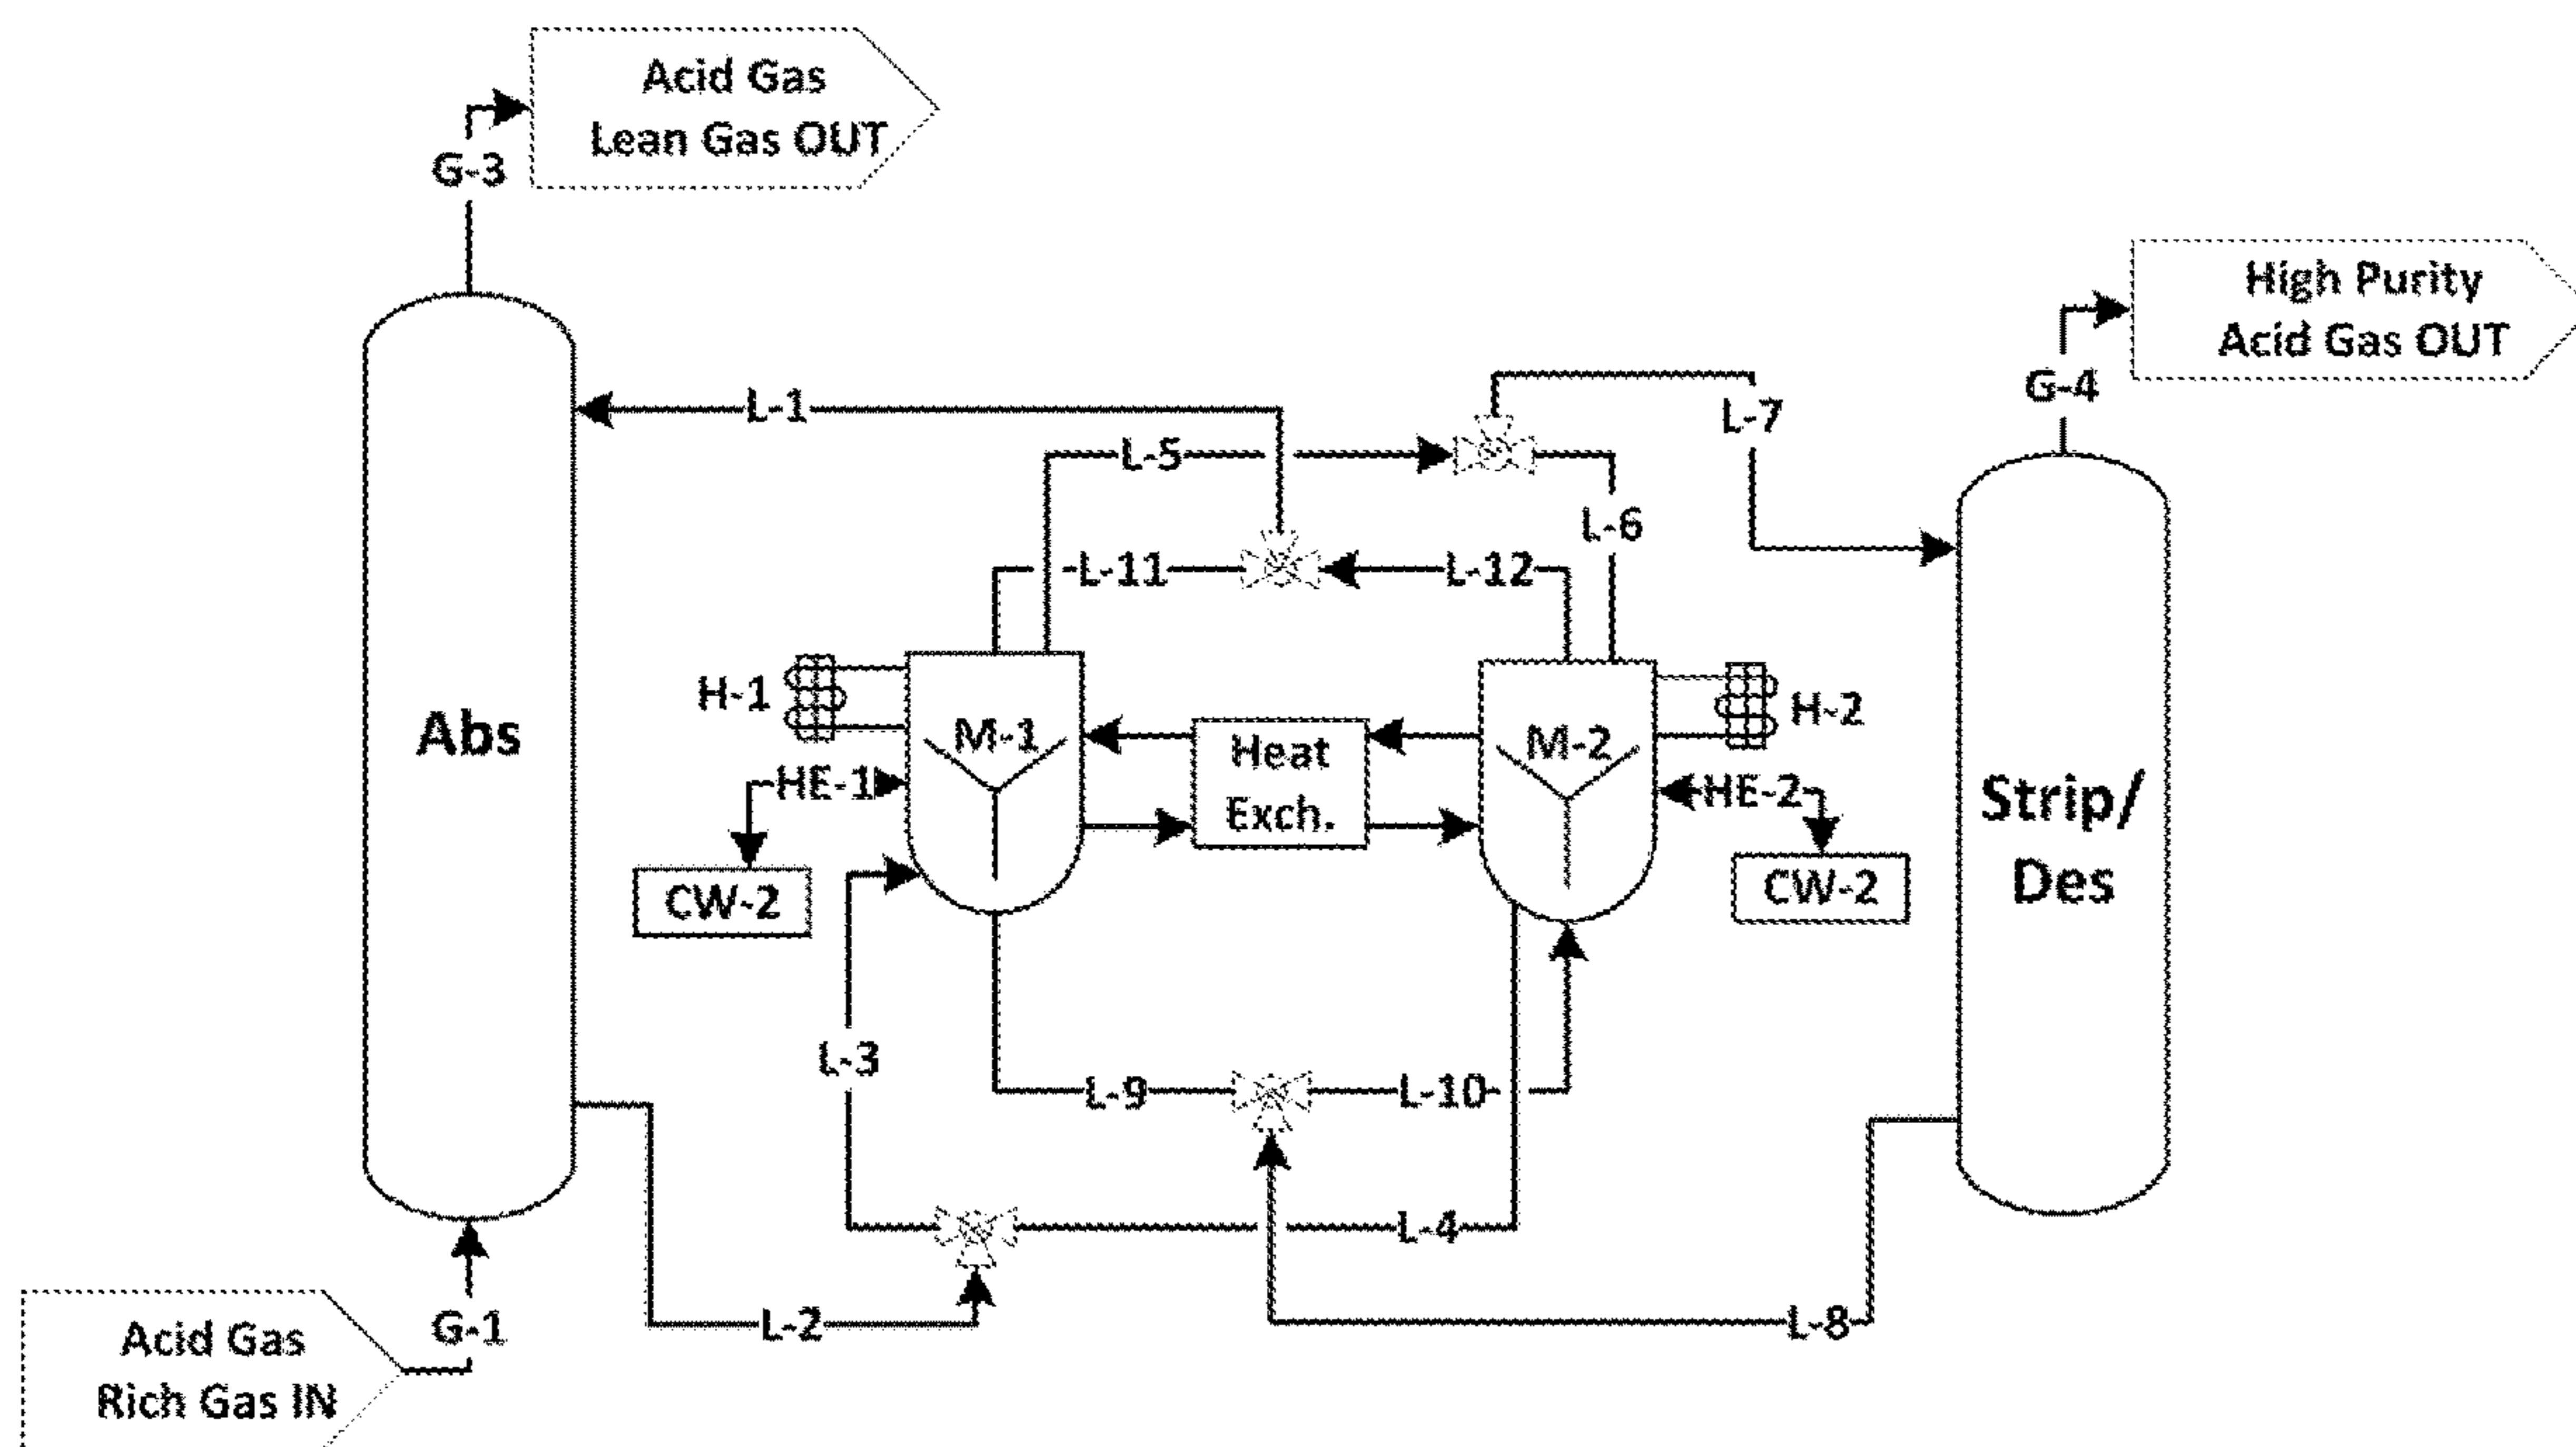 Acid Gas
Lean Gas OUT
G-3
High Purity
Acid Gas OUT
G-4
L-1
L-7
L-5
L-6
L-11
L-12
H-1
M-1
Heat
Exch.
M-2
H-2
Abs
HE-1
HE-2
Strip/
Des
CW-2
CW-2
L-3
L-9
L-10
L-4
L-2
L-8
G-1
Acid Gas
Rich Gas IN